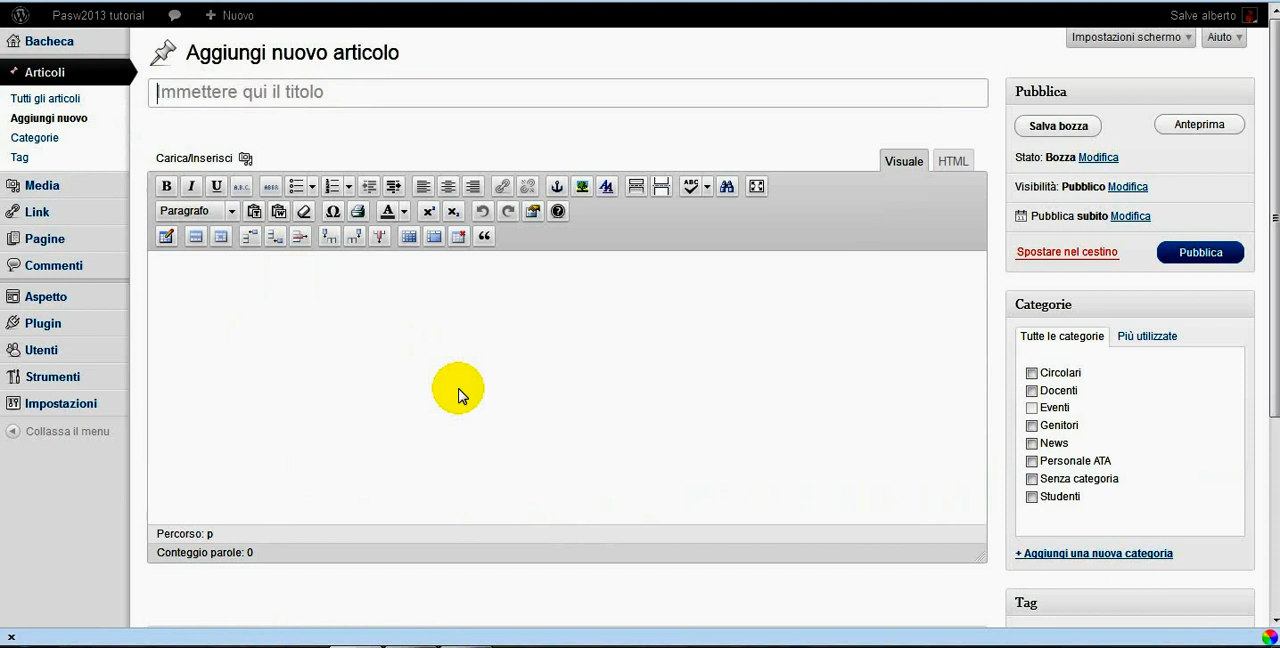 Pasw2013 tutorial
Nuovo
Salve alberto
Bacheca
Articoli
Tutti gli articoli
Aggiungi nuovo
Categorie
Tag
Media
Link
Pagine
Commenti
Aspetto
Plugin
Utenti
Strumenti
Impostazioni
Collassa il menu
Impostazioni schermo
Aiuto
Aggiungi nuovo articolo
Immettere qui il titolo
Carica/Inserisci
Visuale HTML
B I U A.B.C. ABBR
A
ABC
Paragrafo
Ω A x² x₂
Percorso: p
Conteggio parole: 0
Pubblica
Salva bozza Anteprima
Stato: Bozza Modifica
Visibilità: Pubblico Modifica
Pubblica subito Modifica
Spostare nel cestino Pubblica
Categorie
Tutte le categorie Più utilizzate
Circolari
Docenti
Eventi
Genitori
News
Personale ATA
Senza categoria
Studenti
+ Aggiungi una nuova categoria
Tag